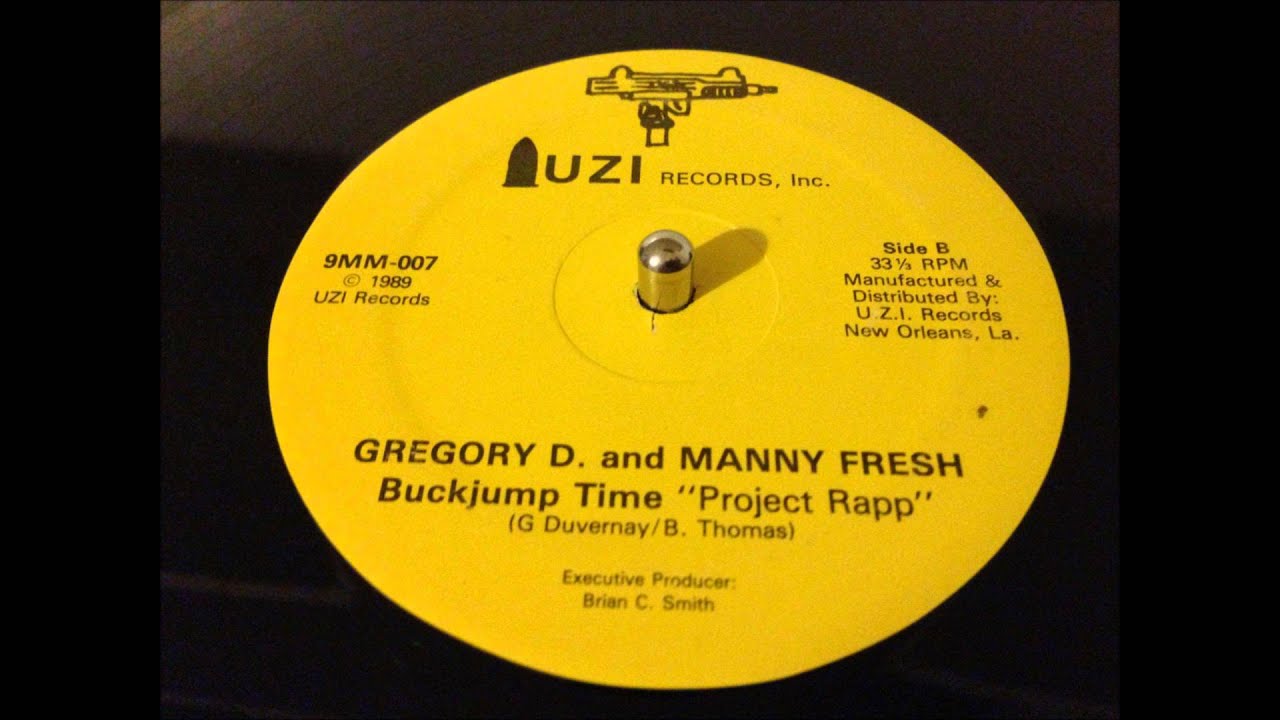 UZI RECORDS, Inc.
9MM-007
© 1989
UZI Records
Side B
33⅓ RPM
Manufactured &
Distributed By:
U.Z.I. Records
New Orleans, La.
GREGORY D. and MANNY FRESH
Buckjump Time "Project Rapp"
(G Duvernay/B. Thomas)
Executive Producer:
Brian C. Smith